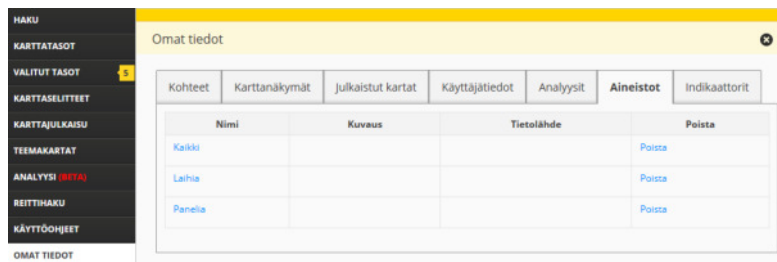 HAKU
KARTTATASOT
VALITUT TASOT 5
KARTTASELITTEET
KARTTAJULKAISU
TEEMAKARTAT
ANALYYSI (BETA)
REITTIHAKU
KÄYTTÖOHJEET
OMAT TIEDOT
Omat tiedot
Kohteet Karttanäkymät Julkaistut kartat Käyttäjätiedot Analyysit Aineistot Indikaattorit
Nimi Kuvaus Tietolähde Poista
Kaikki Poista
Laihia Poista
Panelia Poista